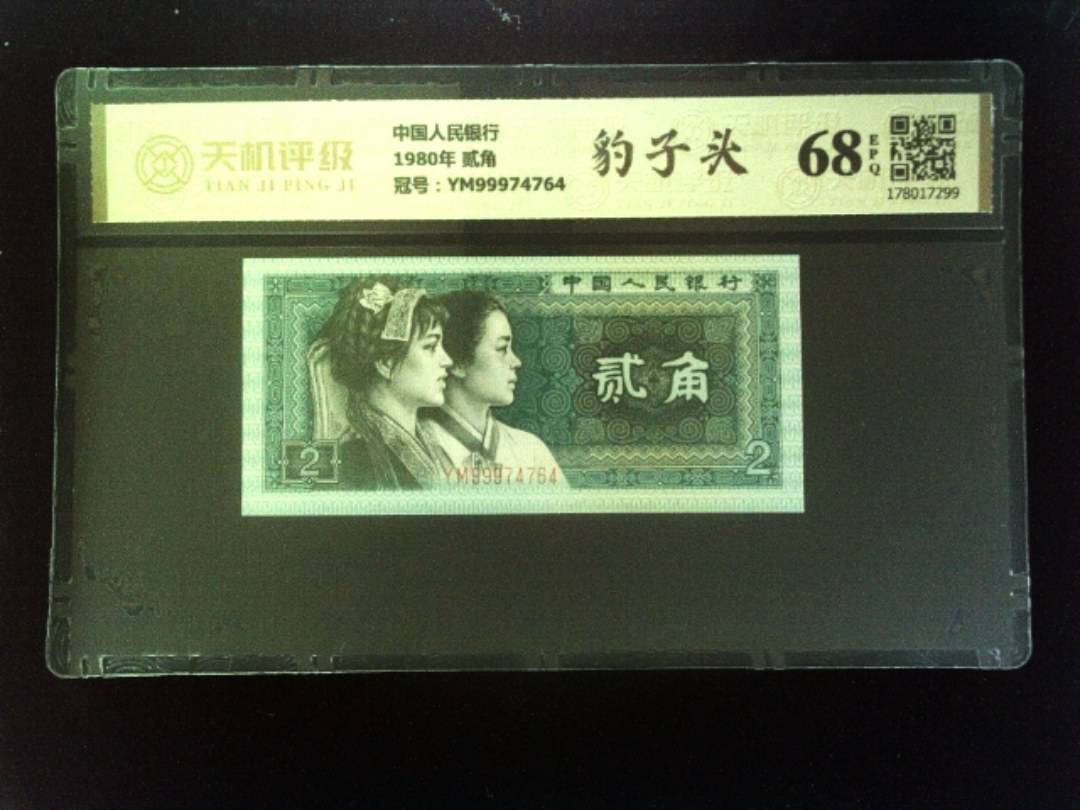 天机评级
TIAN JI PING JI
中国人民银行
1980年 贰角
冠号：YM99974764
豹子头
68
EPQ
178017299
中国人民银行
贰角
2
2
YM99974764